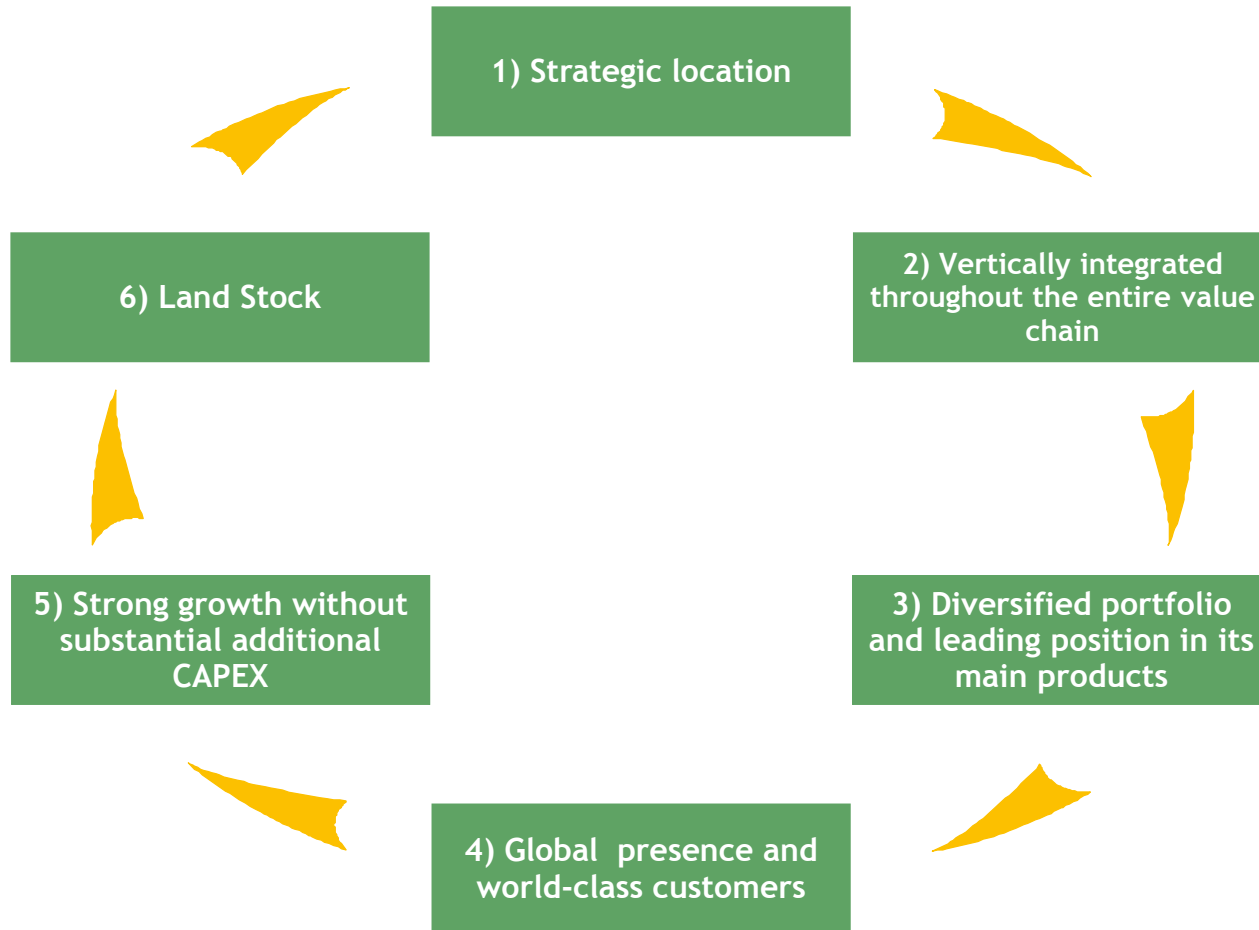 1) Strategic location
2) Vertically integrated
throughout the entire value
chain
3) Diversified portfolio
and leading position in its
main products
4) Global  presence and
world-class customers
5) Strong growth without
substantial additional
CAPEX
6) Land Stock